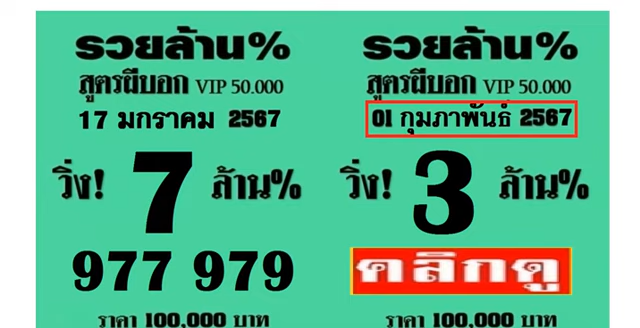 รวยล้าน%
สูตรผีบอก VIP 50.000
17 มกราคม 2567
วิ่ง! 7 ล้าน%
977 979
ราคา 100,000 บาท
รวยล้าน%
สูตรผีบอก VIP 50.000
01 กุมภาพันธ์ 2567
วิ่ง! 3 ล้าน%
คลิกดู
ราคา 100,000 บาท